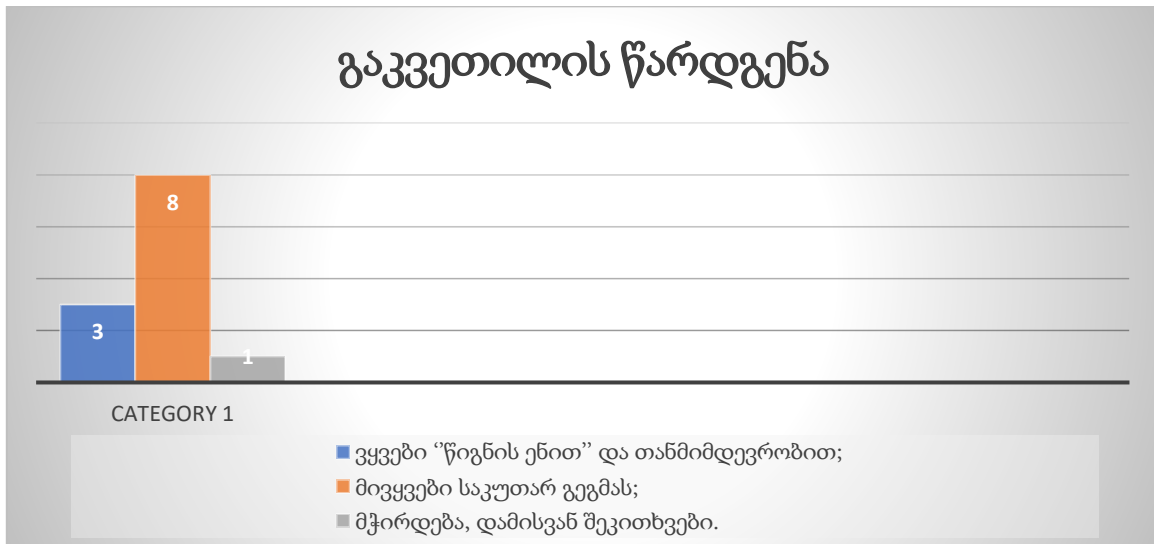 გაკვეთილის წარდგენა
8
3
1
CATEGORY 1
ვყვები ‘’წიგნის ენით’’ და თანმიმდევრობით;
მივყვები საკუთარ გეგმას;
მჭირდება, დამისვან შეკითხვები.